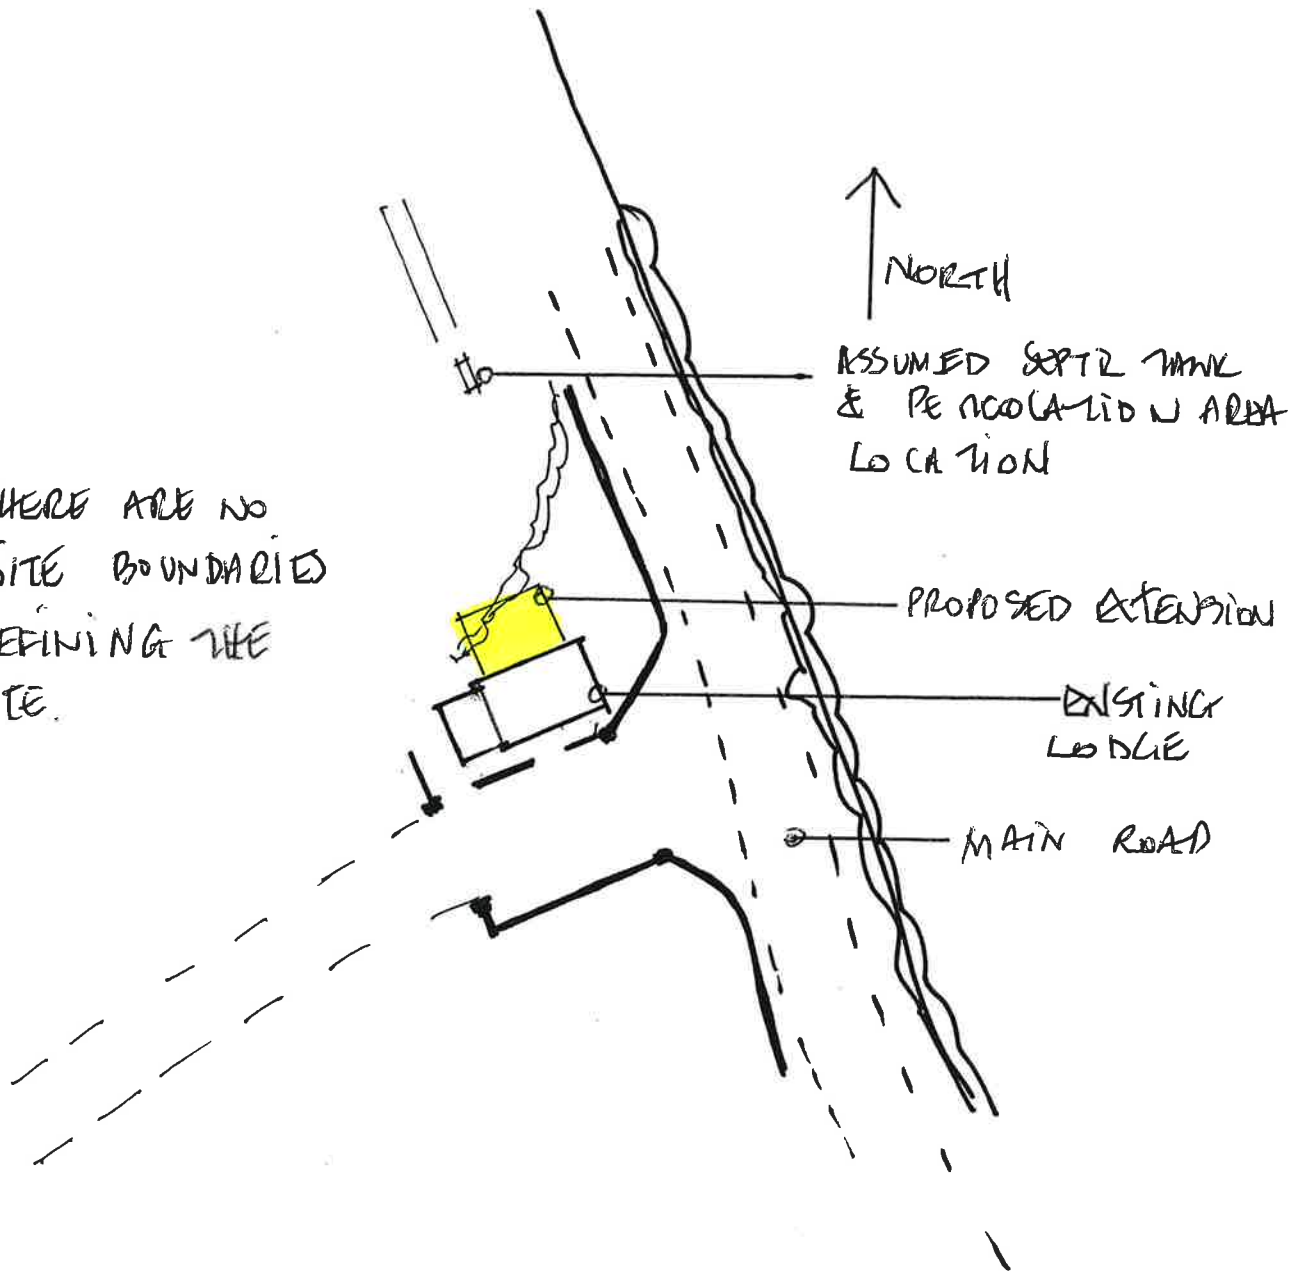 NORTH
ASSUMED SEPTIC TANK
& PERCOLATION AREA
LOCATION
HERE ARE NO
SITE BOUNDARIES
EFINING THE
TE.
PROPOSED EXTENSION
EXISTING
LODGE
MAIN ROAD